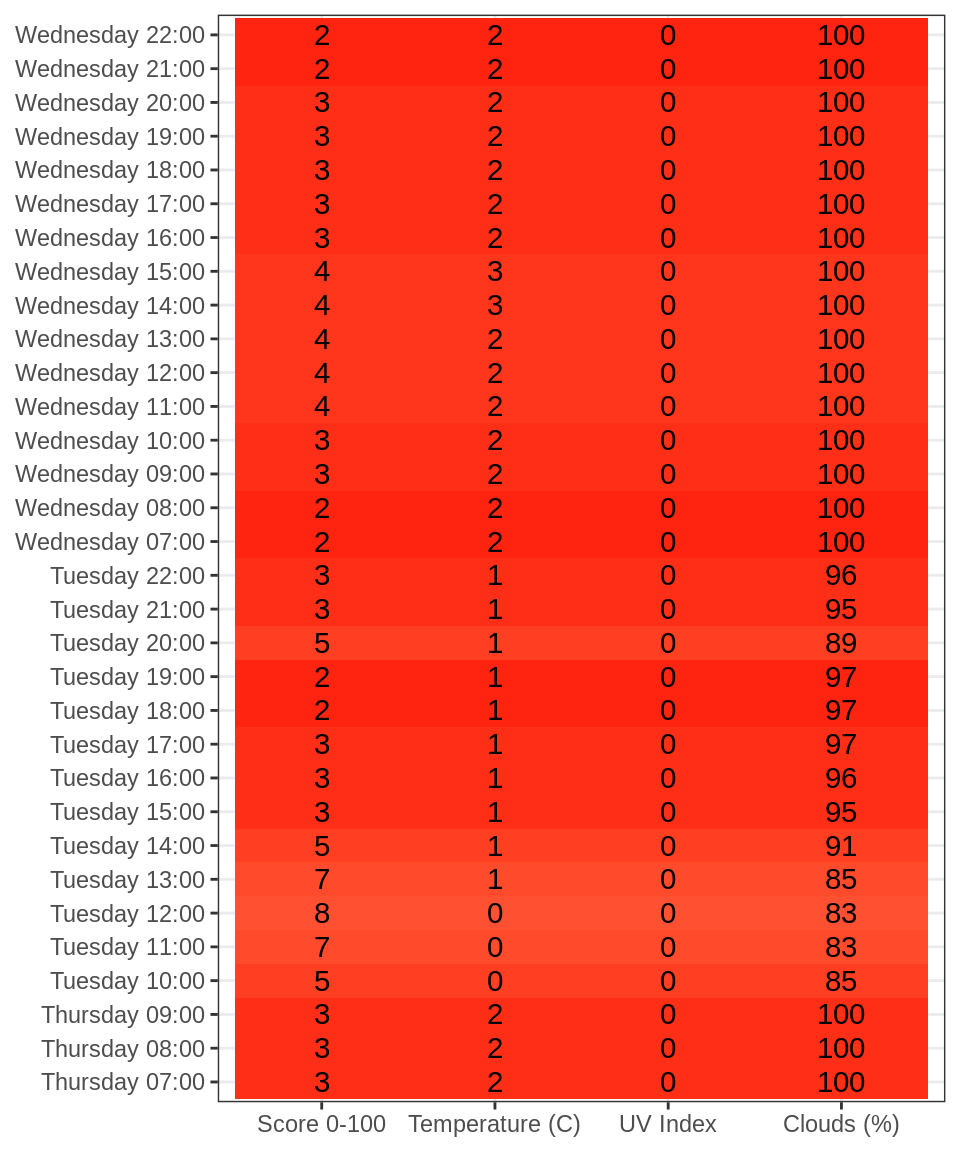 Wednesday 22:00 2 2 0 100
Wednesday 21:00 2 2 0 100
Wednesday 20:00 3 2 0 100
Wednesday 19:00 3 2 0 100
Wednesday 18:00 3 2 0 100
Wednesday 17:00 3 2 0 100
Wednesday 16:00 3 2 0 100
Wednesday 15:00 4 3 0 100
Wednesday 14:00 4 3 0 100
Wednesday 13:00 4 2 0 100
Wednesday 12:00 4 2 0 100
Wednesday 11:00 4 2 0 100
Wednesday 10:00 3 2 0 100
Wednesday 09:00 3 2 0 100
Wednesday 08:00 2 2 0 100
Wednesday 07:00 2 2 0 100
Tuesday 22:00 3 1 0 96
Tuesday 21:00 3 1 0 95
Tuesday 20:00 5 1 0 89
Tuesday 19:00 2 1 0 97
Tuesday 18:00 2 1 0 97
Tuesday 17:00 3 1 0 97
Tuesday 16:00 3 1 0 96
Tuesday 15:00 3 1 0 95
Tuesday 14:00 5 1 0 91
Tuesday 13:00 7 1 0 85
Tuesday 12:00 8 0 0 83
Tuesday 11:00 7 0 0 83
Tuesday 10:00 5 0 0 85
Thursday 09:00 3 2 0 100
Thursday 08:00 3 2 0 100
Thursday 07:00 3 2 0 100
Score 0-100 Temperature (C) UV Index Clouds (%)